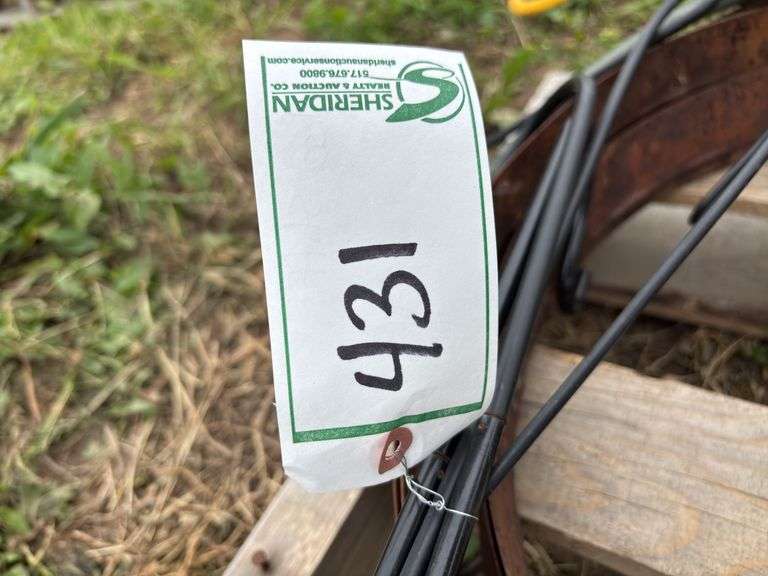 SHERIDAN
REALTY & AUCTION CO.
517.676.9800
sheridanauctionservice.com
431